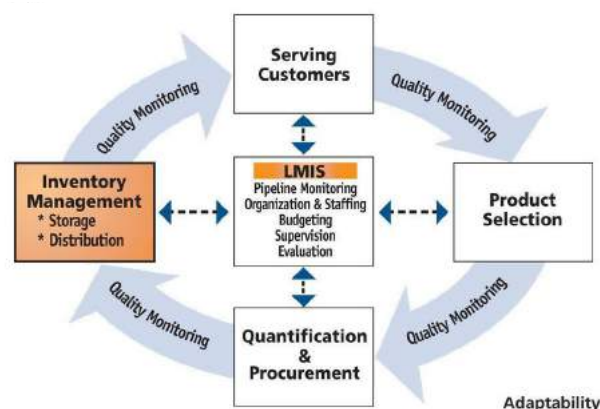 Serving
Customers
Quality Monitoring
Quality Monitoring
Inventory
Management
* Storage
* Distribution
LMIS
Pipeline Monitoring
Organization & Staffing
Budgeting
Supervision
Evaluation
Product
Selection
Quality Monitoring
Quality Monitoring
Quantification
&
Procurement
Adaptability